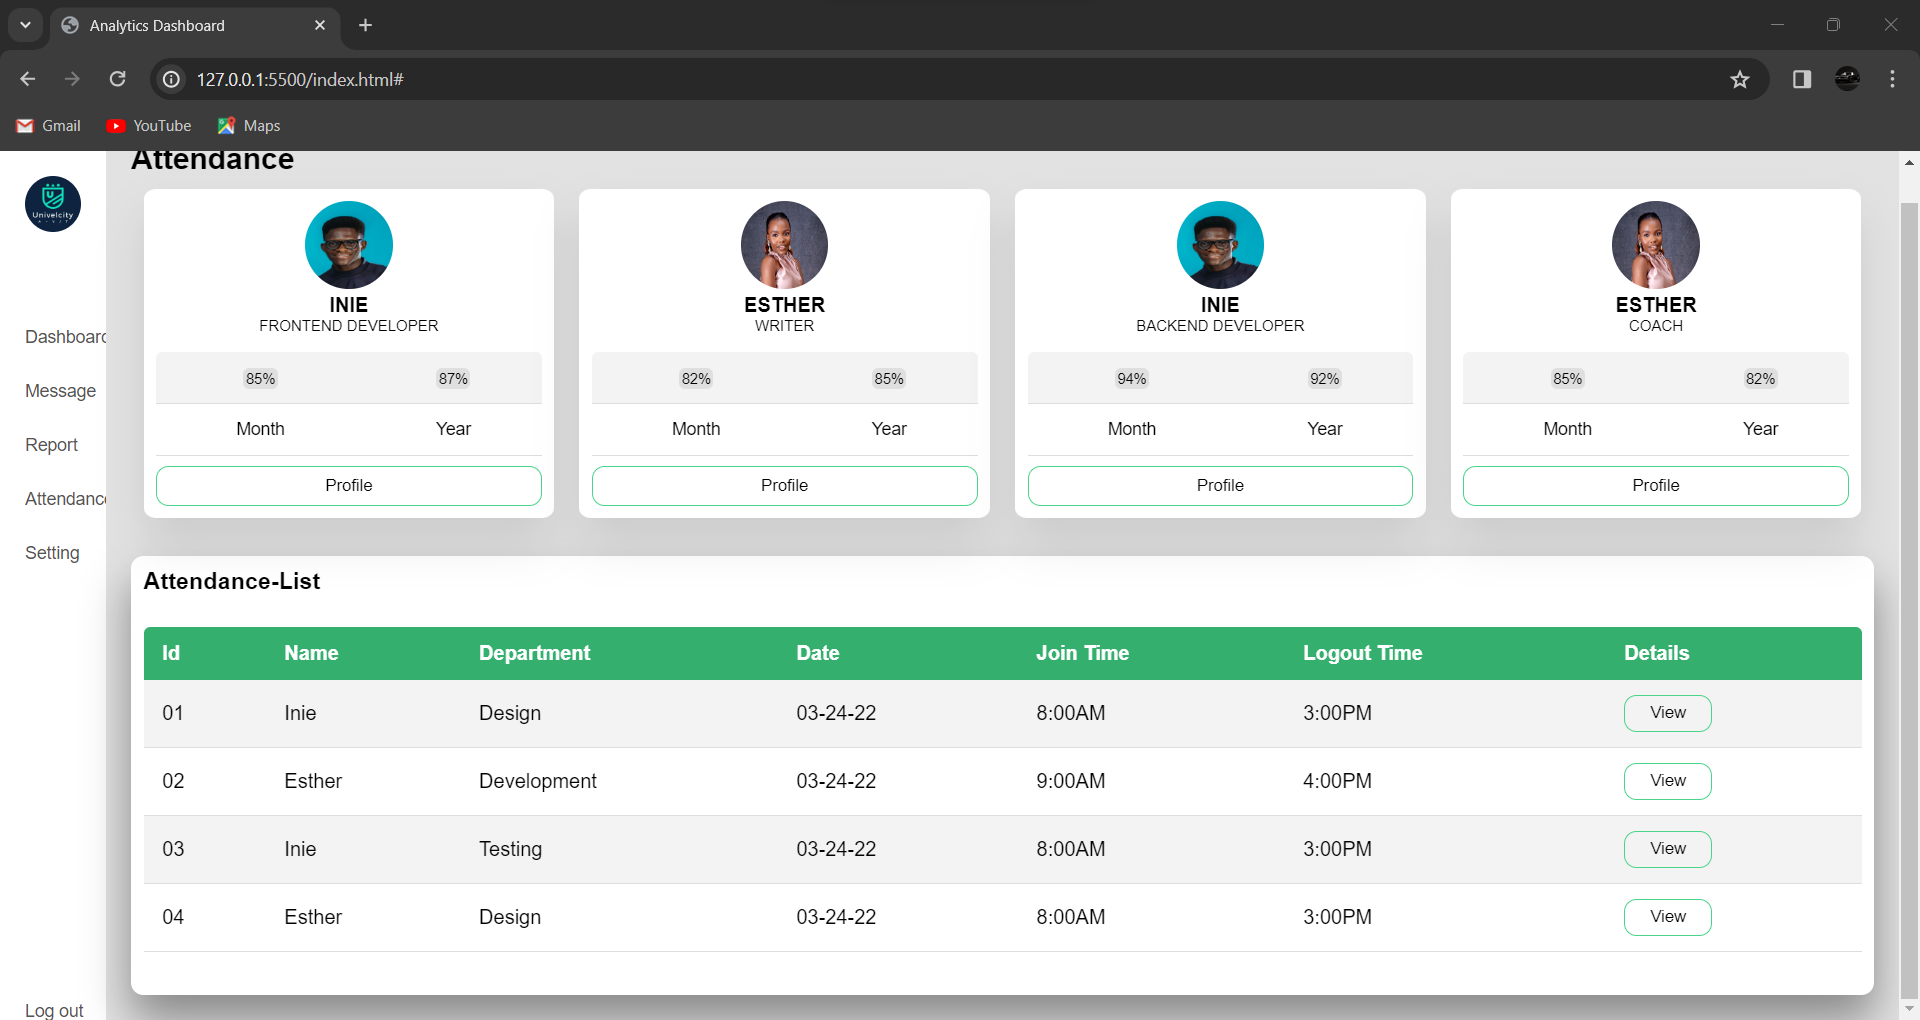 Analytics Dashboard
127.0.0.1:5500/index.html#
Gmail YouTube Maps
Univelcity
Dashboard
Message
Report
Attendanc
Setting
Log out
Attendance
INIE
FRONTEND DEVELOPER
85% 87%
Month Year
Profile
ESTHER
WRITER
82% 85%
Month Year
Profile
INIE
BACKEND DEVELOPER
94% 92%
Month Year
Profile
ESTHER
COACH
85% 82%
Month Year
Profile
Attendance-List
Id Name Department Date Join Time Logout Time Details
01 Inie Design 03-24-22 8:00AM 3:00PM View
02 Esther Development 03-24-22 9:00AM 4:00PM View
03 Inie Testing 03-24-22 8:00AM 3:00PM View
04 Esther Design 03-24-22 8:00AM 3:00PM View